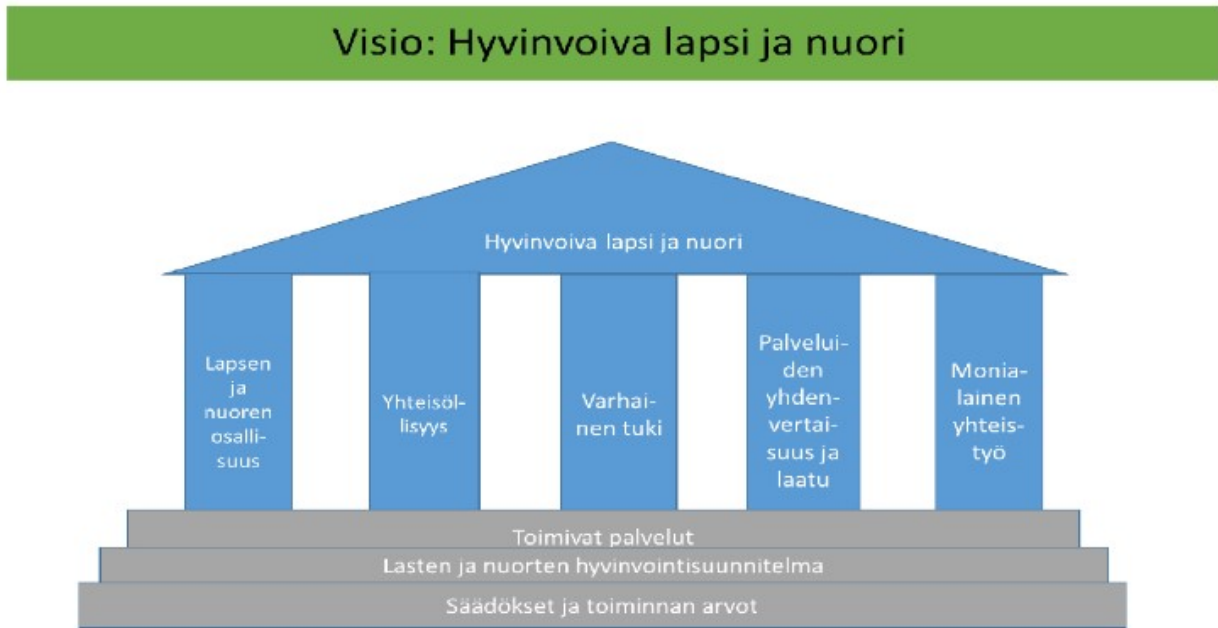 Visio: Hyvinvoiva lapsi ja nuori
Hyvinvoiva lapsi ja nuori
Lapsen
ja
nuoren
osalli-
suus
Yhteisöl-
lisyys
Varhai-
nen tuki
Palvelui-
den
yhden-
vertai-
suus ja
laatu
Monia-
lainen
yhteis-
työ
Toimivat palvelut
Lasten ja nuorten hyvinvointisuunnitelma
Säädökset ja toiminnan arvot